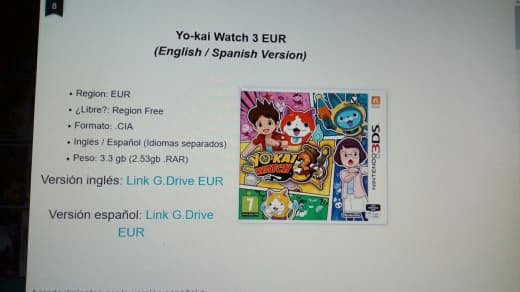 8
Yo-kai Watch 3 EUR
(English / Spanish Version)
Region: EUR
¿Libre?: Region Free
Formato: .CIA
Inglés / Español (Idiomas separados)
Peso: 3.3 gb (2.53gb .RAR)
Versión inglés: Link G.Drive EUR
Versión español: Link G.Drive
EUR
YO-KAI
WATCH 3
7
NINTENDO
3DS